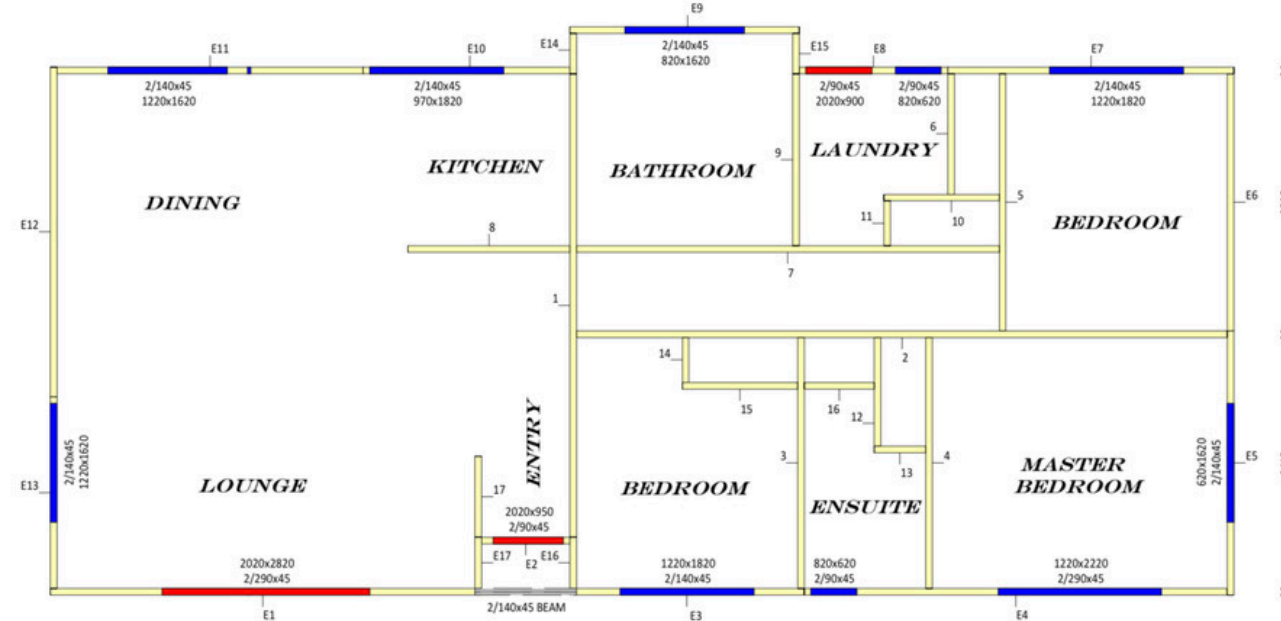 E9
E11
E14
E10
2/140x45
820x1620
E15
E8
E7
2/140x45
1220x1620
2/140x45
970x1820
2/90x45
2020x900
2/90x45
820x620
2/140x45
1220x1820
6
LAUNDRY
KITCHEN
9
BATHROOM
DINING
5
E6
E12
11
10
BEDROOM
8
7
1
14
2
15
16
12
ENTRY
2/140x45
1220x1620
620x1620
2/140x45
3
13
4
E5
MASTER
BEDROOM
E13
LOUNGE
17
BEDROOM
ENSUITE
2020x950
2/90x45
E17
E2
E16
2020x2820
2/290x45
1220x1820
2/140x45
820x620
2/90x45
1220x2220
2/290x45
2/140x45 BEAM
E1
E3
E4